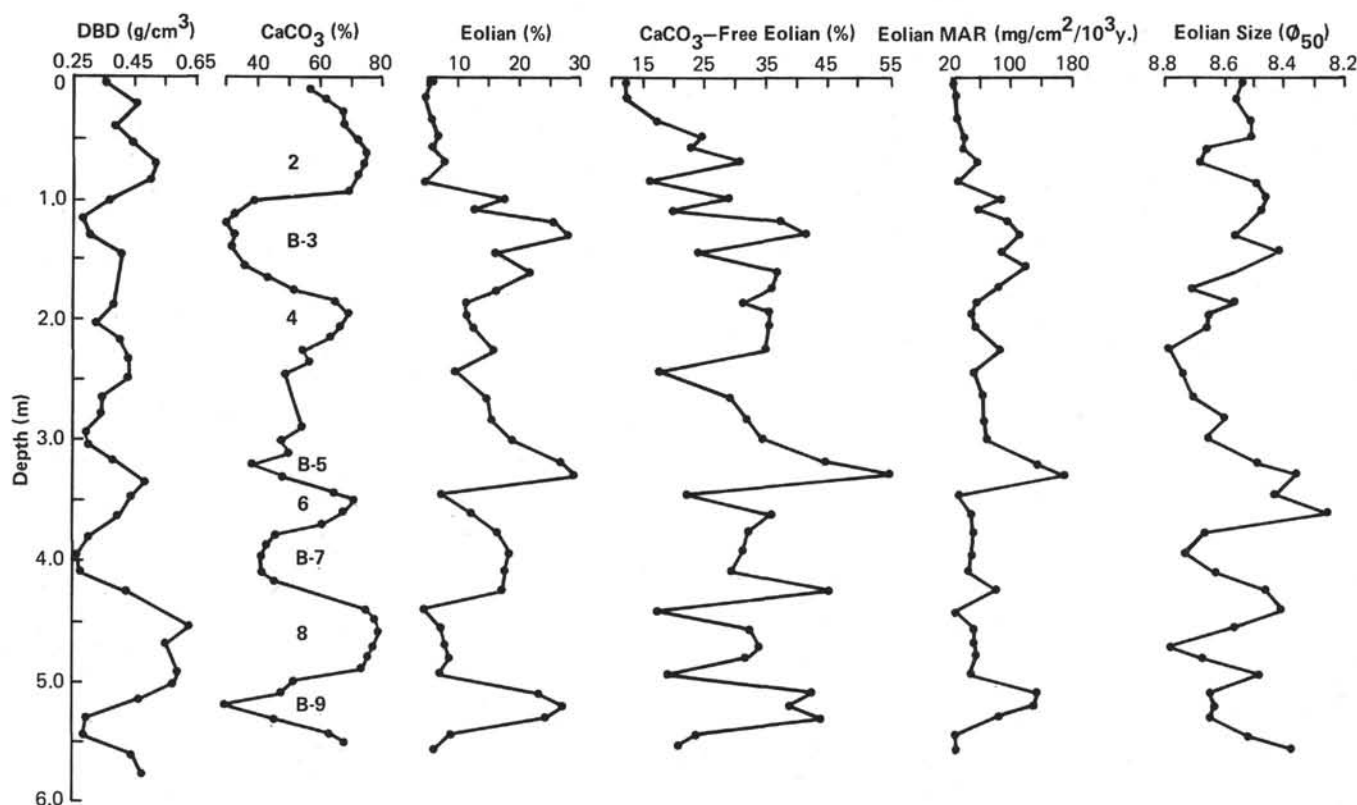 DBD (g/cm³) CaCO₃ (%) Eolian (%) CaCO₃–Free Eolian (%) Eolian MAR (mg/cm²/10³y.) Eolian Size (Ø₅₀)
0.25 0.45 0.65 40 60 80 10 20 30 15 25 35 45 55 20 100 180 8.8 8.6 8.4 8.2
0
2
1.0
B-3
2.0
4
3.0
B-5
6
4.0
B-7
8
5.0
B-9
6.0
Depth (m)